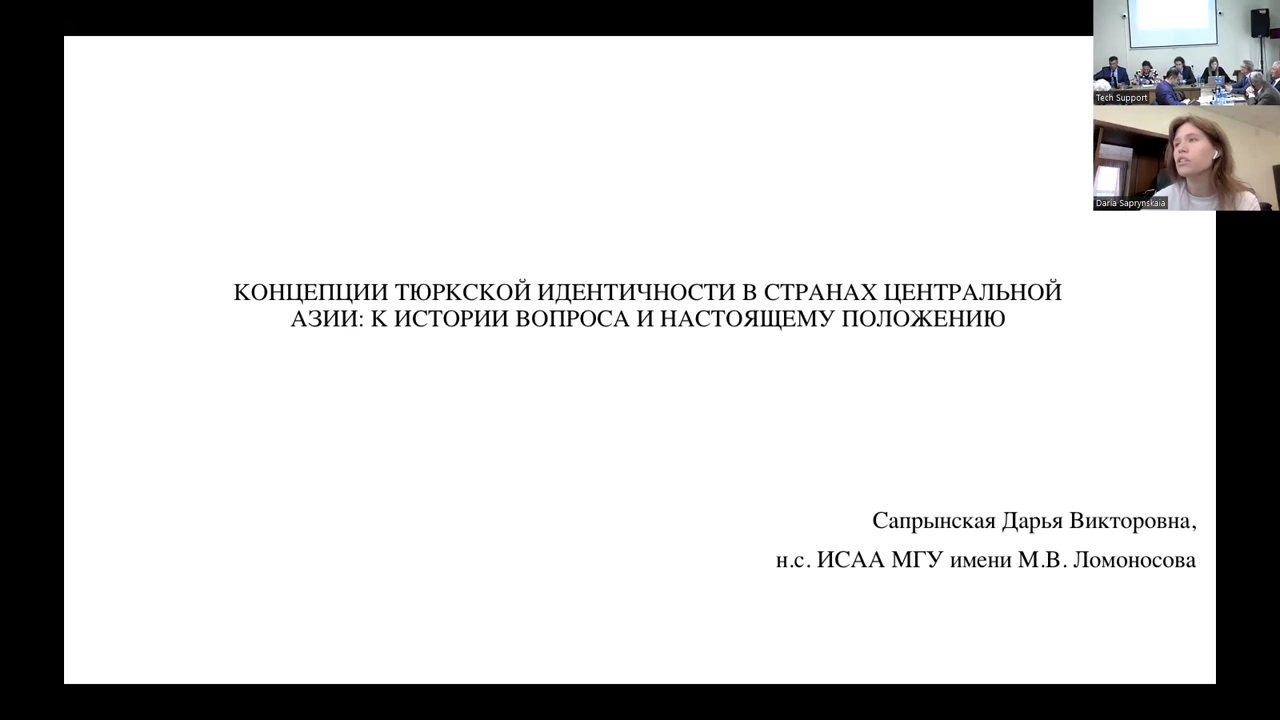 Tech Support
Daria Saprynskaia
КОНЦЕПЦИИ ТЮРКСКОЙ ИДЕНТИЧНОСТИ В СТРАНАХ ЦЕНТРАЛЬНОЙ
АЗИИ: К ИСТОРИИ ВОПРОСА И НАСТОЯЩЕМУ ПОЛОЖЕНИЮ
Сапрынская Дарья Викторовна,
н.с. ИСАА МГУ имени М.В. Ломоносова